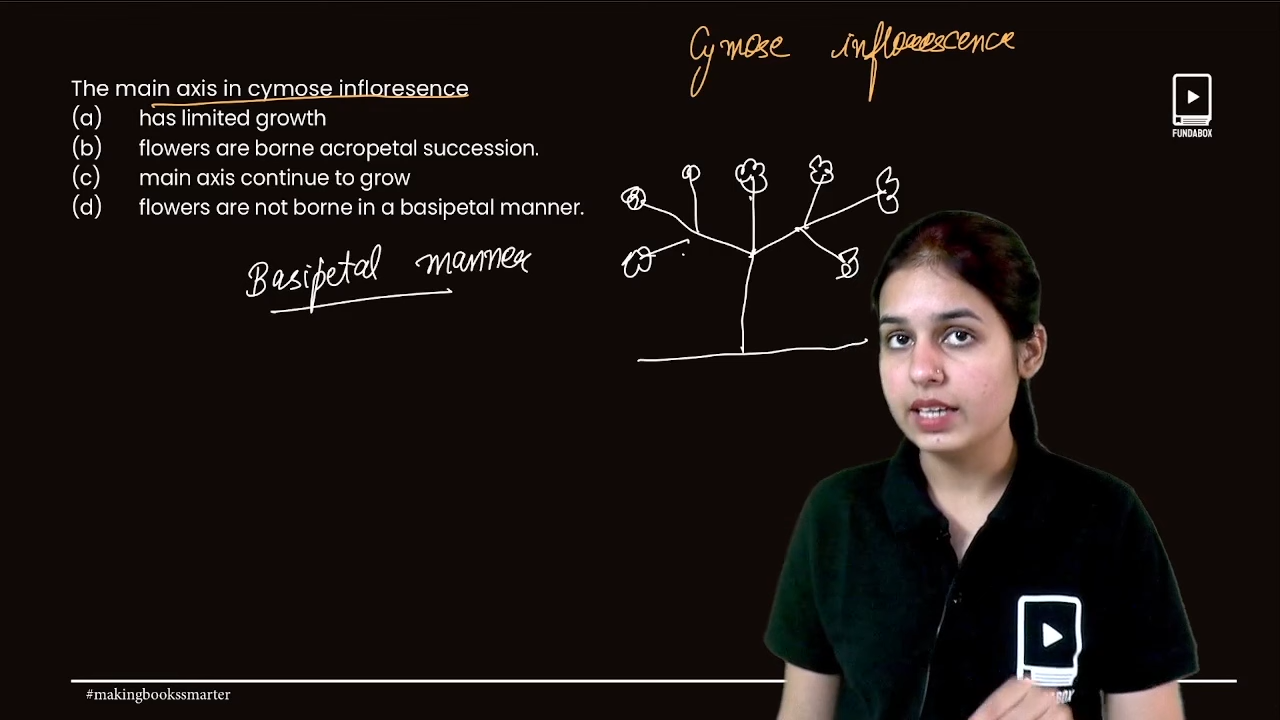 Cymose inflorescence
The main axis in cymose infloresence
(a) has limited growth
(b) flowers are borne acropetal succession.
(c) main axis continue to grow
(d) flowers are not borne in a basipetal manner.
Basipetal manner
FUNDABOX
#makingbookssmarter